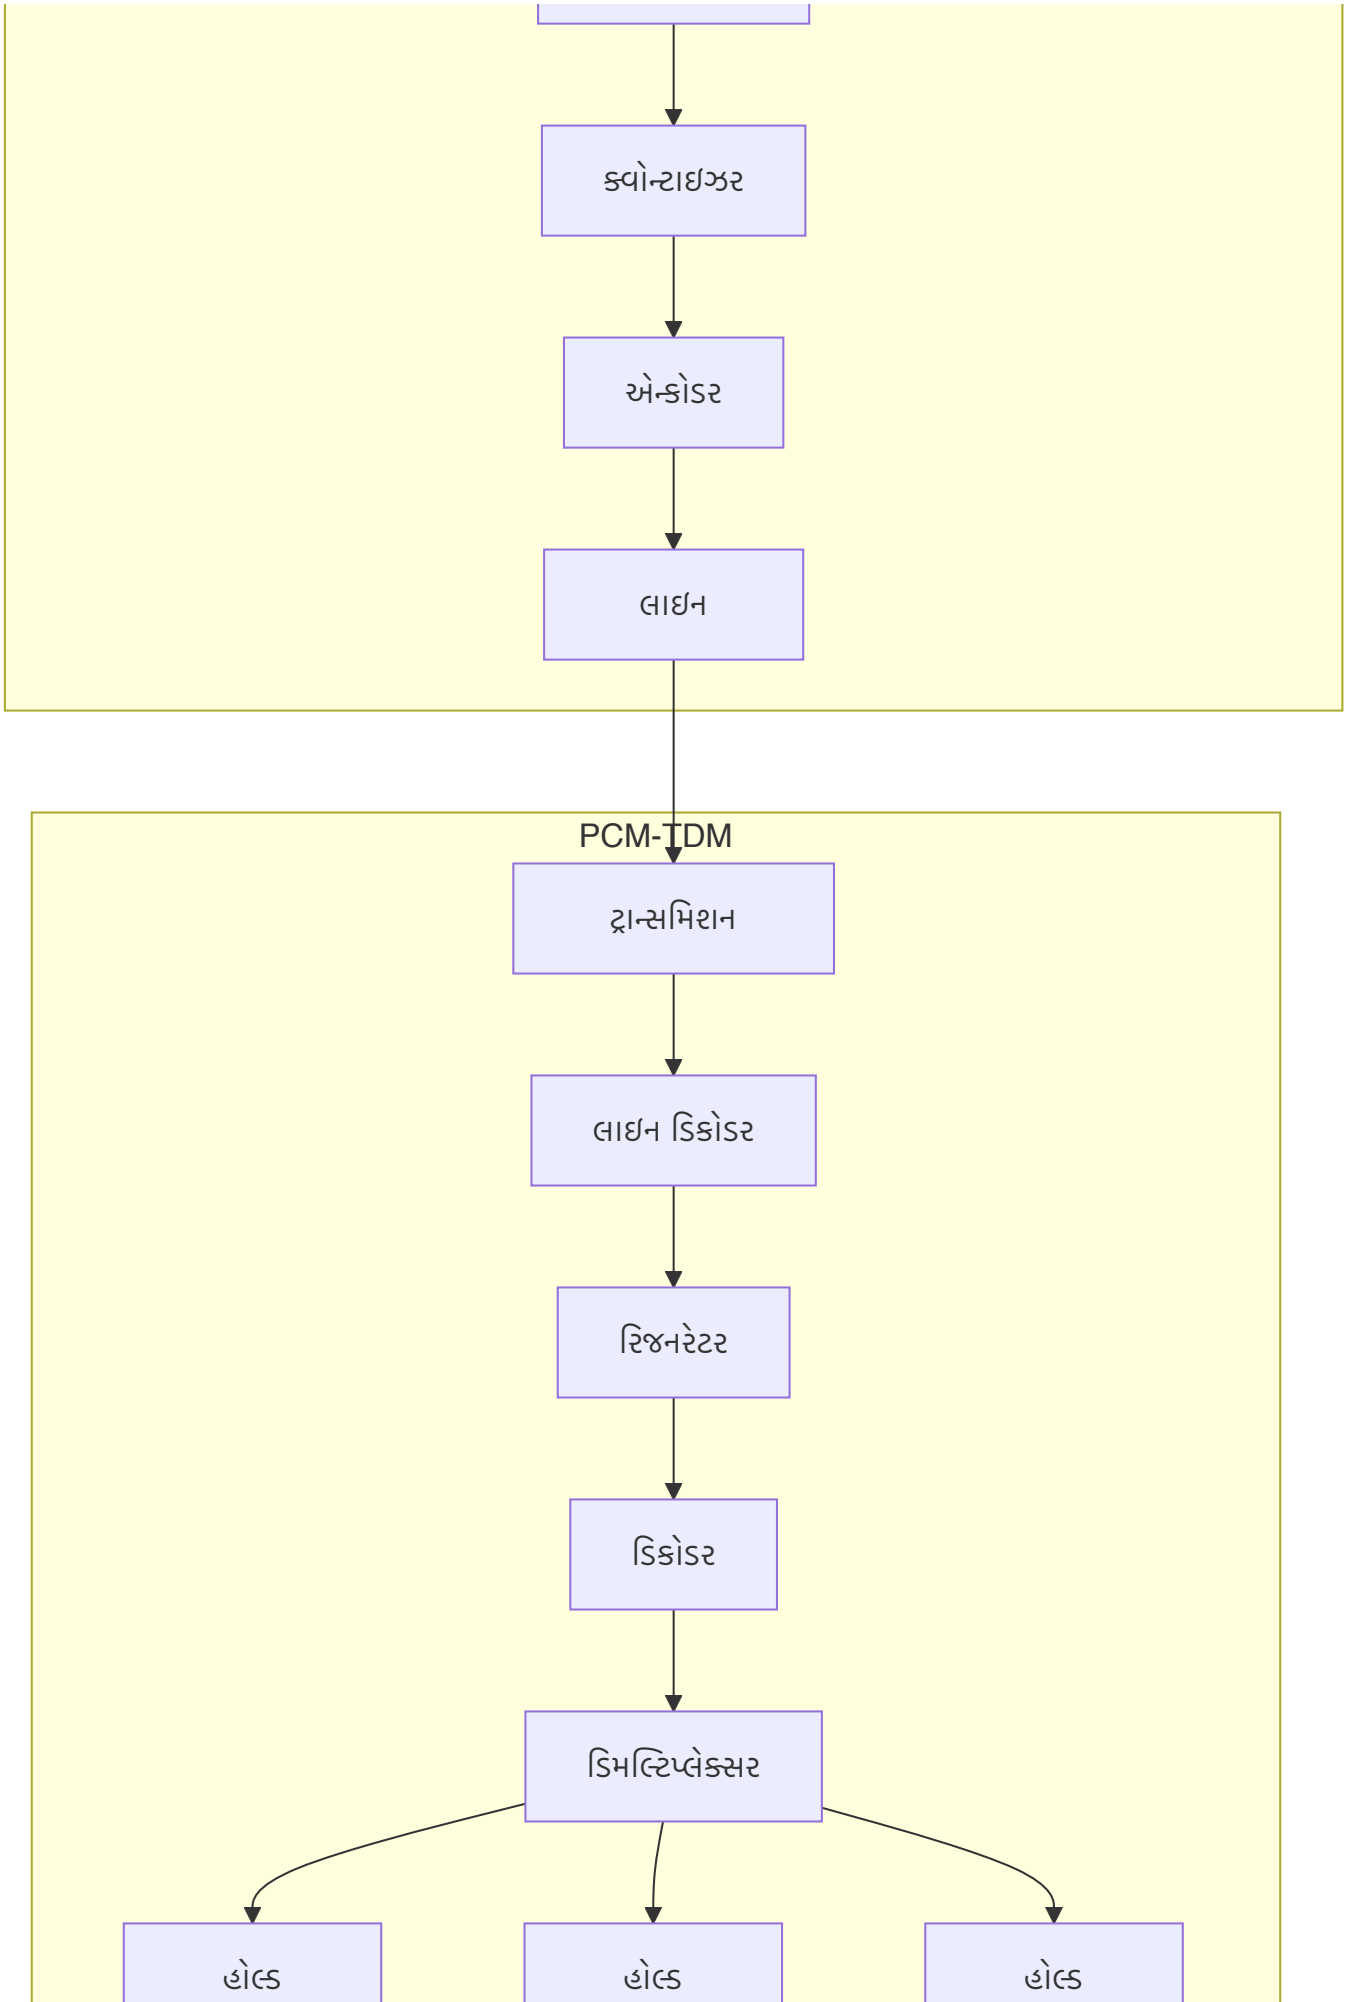 ક્વોન્ટાઇઝર
એન્કોડર
લાઇન
PCM-TDM
ટ્રાન્સમિશન
લાઇન ડિકોડર
રિજનરેટર
ડિકોડર
ડિમલ્ટિપ્લેક્સર
હોલ્ડ
હોલ્ડ
હોલ્ડ